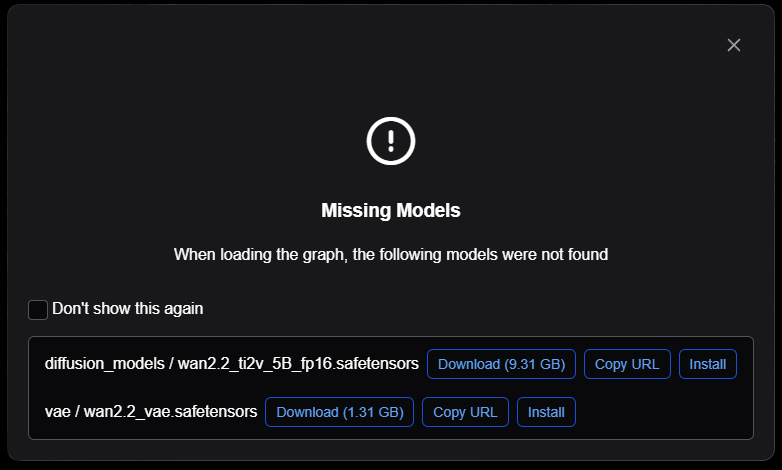 Missing Models
When loading the graph, the following models were not found
Don't show this again
diffusion_models / wan2.2_ti2v_5B_fp16.safetensors Download (9.31 GB) Copy URL Install
vae / wan2.2_vae.safetensors Download (1.31 GB) Copy URL Install